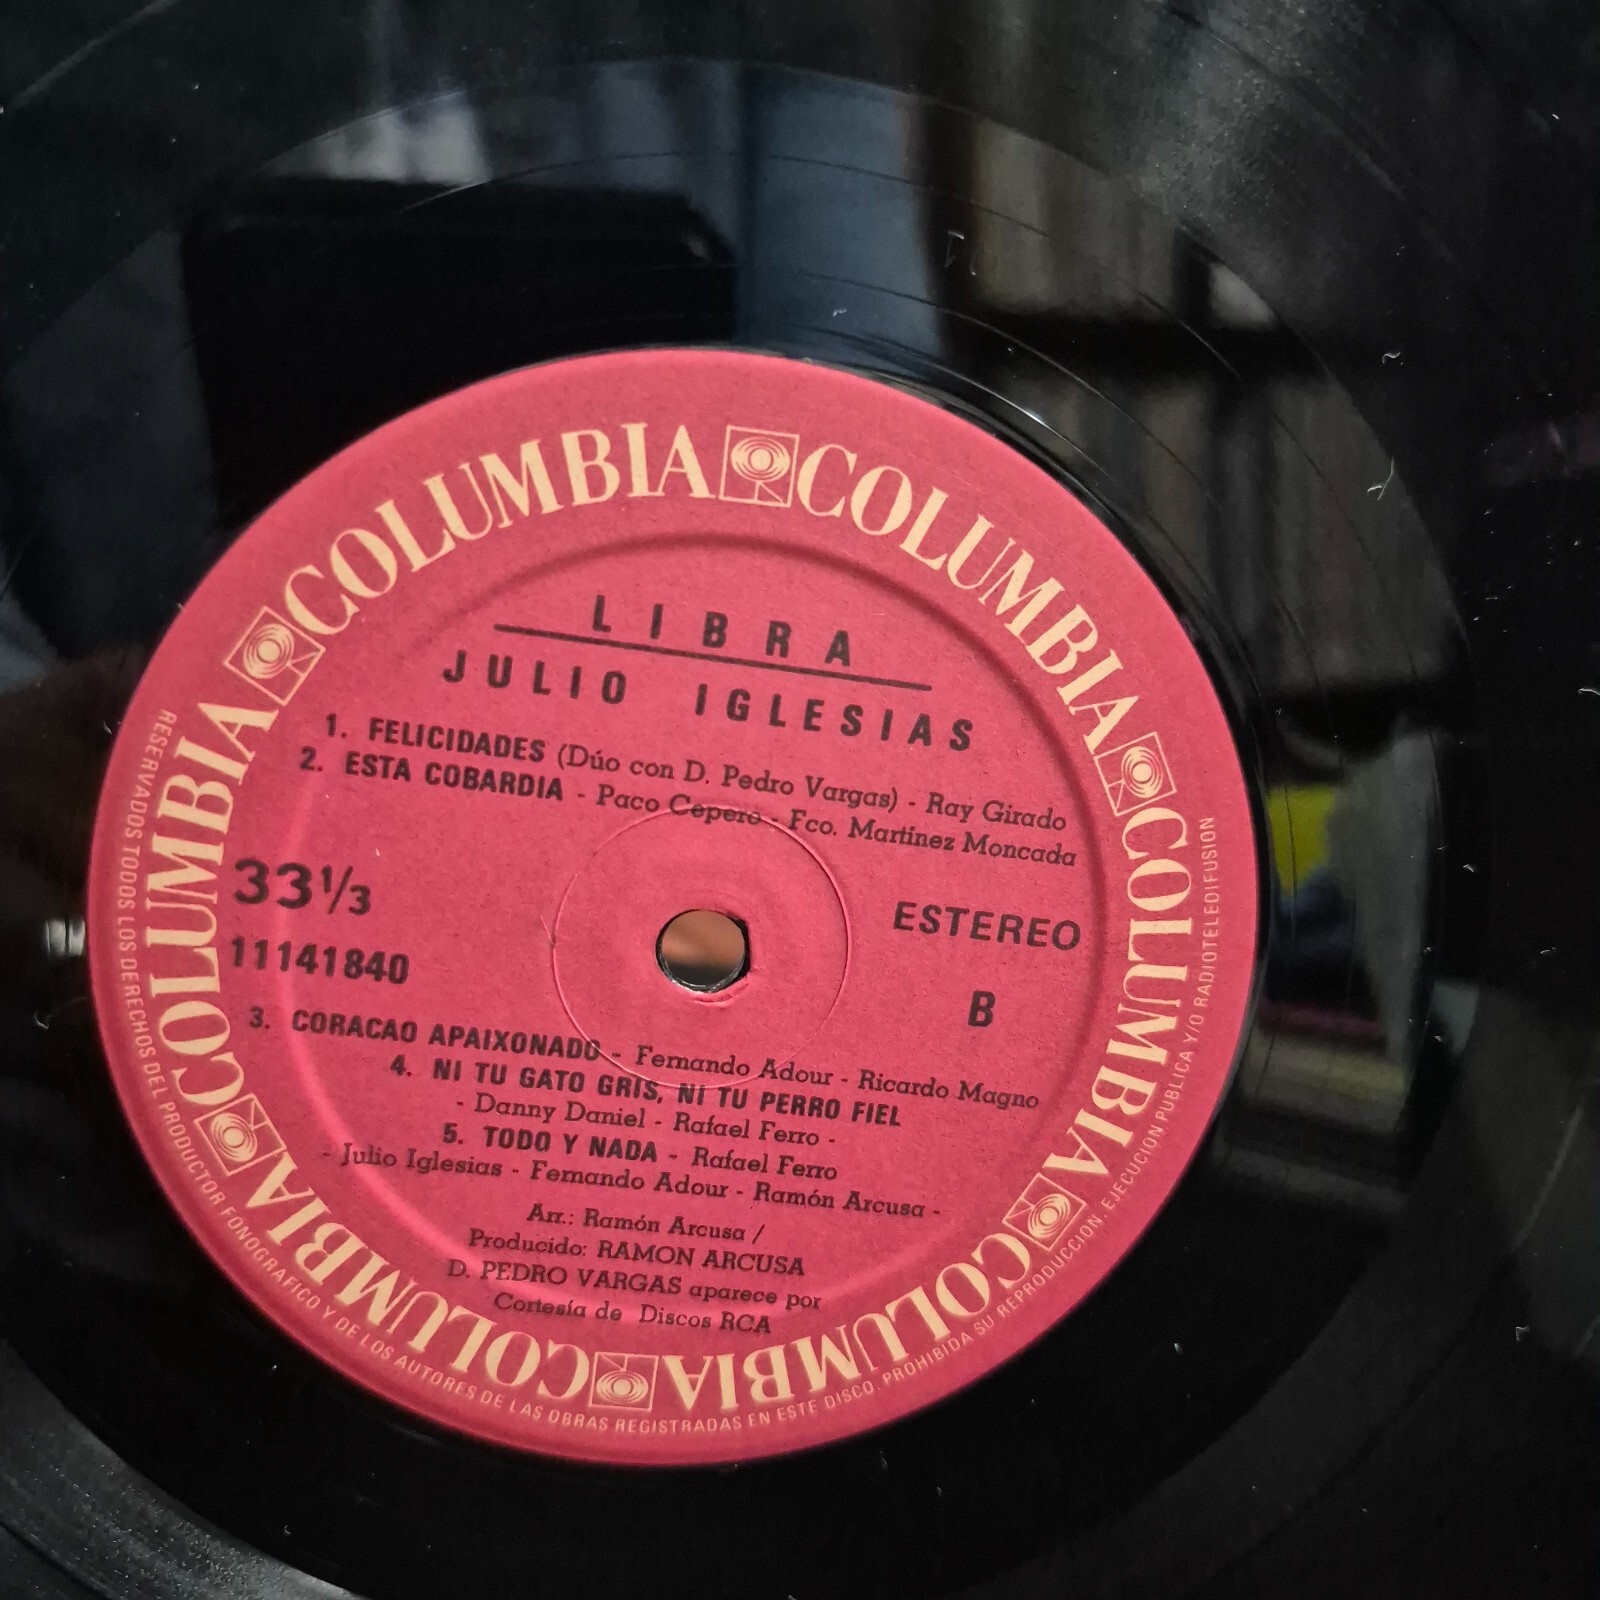 COLUMBIA COLUMBIA COLUMBIA COLUMBIA COLUMBIA COLUMBIA
LIBRA
JULIO IGLESIAS
1. FELICIDADES (Dúo con D. Pedro Vargas) - Ray Girado
2. ESTA COBARDIA - Paco Cepero - Fco. Martínez Moncada
33 1/3
ESTEREO
11141840
B
3. CORACAO APAIXONADO - Fernando Adour - Ricardo Magno
4. NI TU GATO GRIS, NI TU PERRO FIEL
- Danny Daniel - Rafael Ferro -
5. TODO Y NADA - Rafael Ferro
- Julio Iglesias - Fernando Adour - Ramón Arcusa -
Arr.: Ramón Arcusa /
Producido: RAMON ARCUSA
D. PEDRO VARGAS aparece por
Cortesía de Discos RCA
RESERVADOS TODOS LOS DERECHOS DEL PRODUCTOR FONOGRAFICO Y DE LOS AUTORES DE LAS OBRAS REGISTRADAS EN ESTE DISCO. PROHIBIDA SU REPRODUCCION, EJECUCION PUBLICA Y/O RADIOTELEDIFUSION